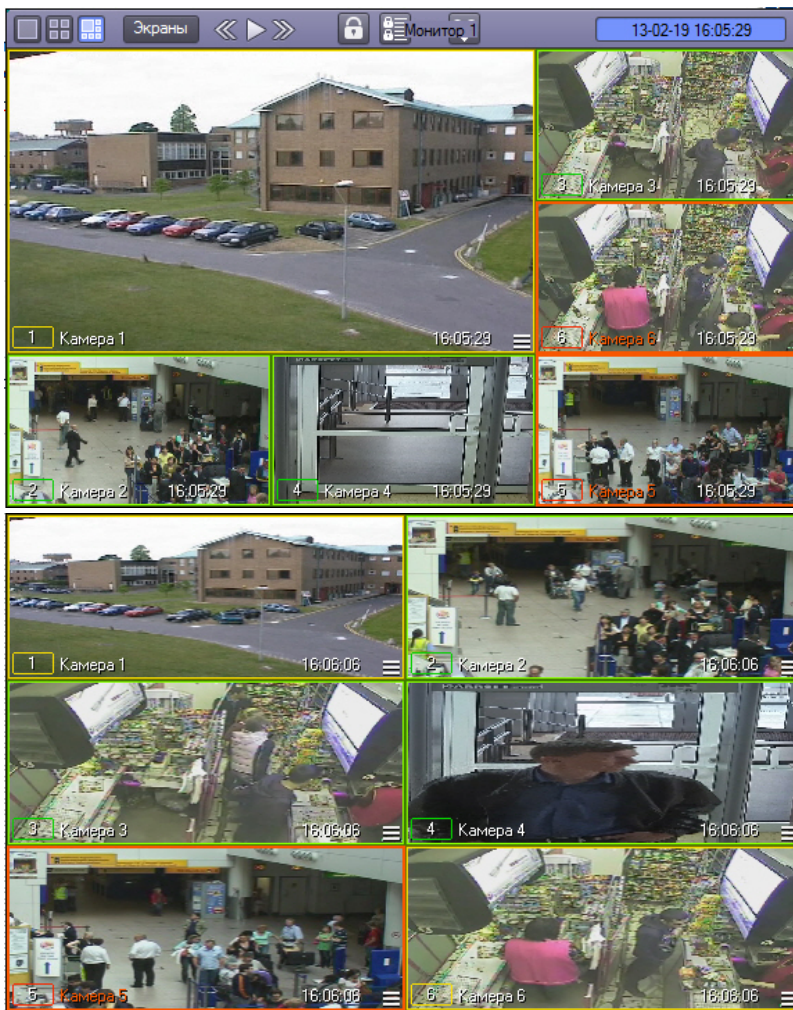 Экраны
Монитор 1
13-02-19 16:05:29
1 Камера 1 16:05:29
3 Камера 3 16:05:29
6 Камера 6 16:05:29
2 Камера 2 16:05:29
4 Камера 4 16:05:29
5 Камера 5 16:05:29
1 Камера 1 16:06:06
2 Камера 2 16:06:06
3 Камера 3 16:06:06
4 Камера 4 16:06:06
5 Камера 5 16:06:06
6 Камера 6 16:06:06